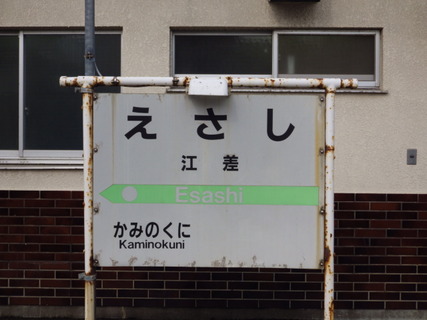 えさし
江差
Esashi
かみのくに
Kaminokuni